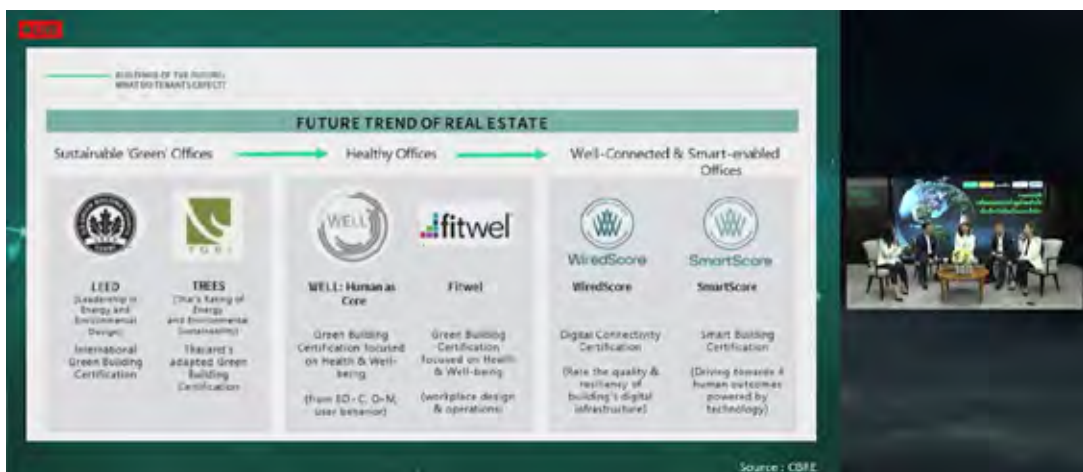 BUILDINGS OF THE FUTURE:
WHAT DO TENANTS EXPECT?
FUTURE TREND OF REAL ESTATE
Sustainable 'Green' Offices
Healthy Offices
Well-Connected & Smart-enabled
Offices
LEED
(Leadership in
Energy and
Environmental
Design)
International
Green Building
Certification
TGBI
TREES
(Thai's Rating of
Energy
and Environmental
Sustainability)
Thailand's
adapted Green
Building
Certification
WELL
WELL: Human as
Core
Green Building
Certification focused
on Health & Well-
being
(from BD+C, O+M,
user behavior)
fitwel
Fitwel
Green Building
Certification
focused on Health
& Well-being
(workplace design
& operations)
WiredScore
WiredScore
Digital Connectivity
Certification
(Rate the quality &
resiliency of
building's digital
infrastructure)
SmartScore
SmartScore
Smart Building
Certification
(Driving towards 4
human outcomes
powered by
technology)
Source : CBRE